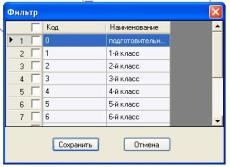 Фильтр
Код Наименование
1 0 подготовительн...
2 1 1-й класс
3 2 2-й класс
4 3 3-й класс
5 4 4-й класс
6 5 5-й класс
7 6 6-й класс
Сохранить Отмена